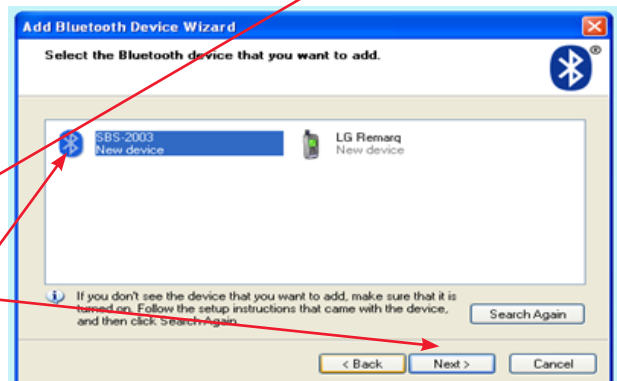 Add Bluetooth Device Wizard
Select the Bluetooth device that you want to add.
®
SBS-2003
New device
LG Remarq
New device
If you don't see the device that you want to add, make sure that it is
turned on. Follow the setup instructions that came with the device,
and then click Search Again.
Search Again
< Back
Next >
Cancel